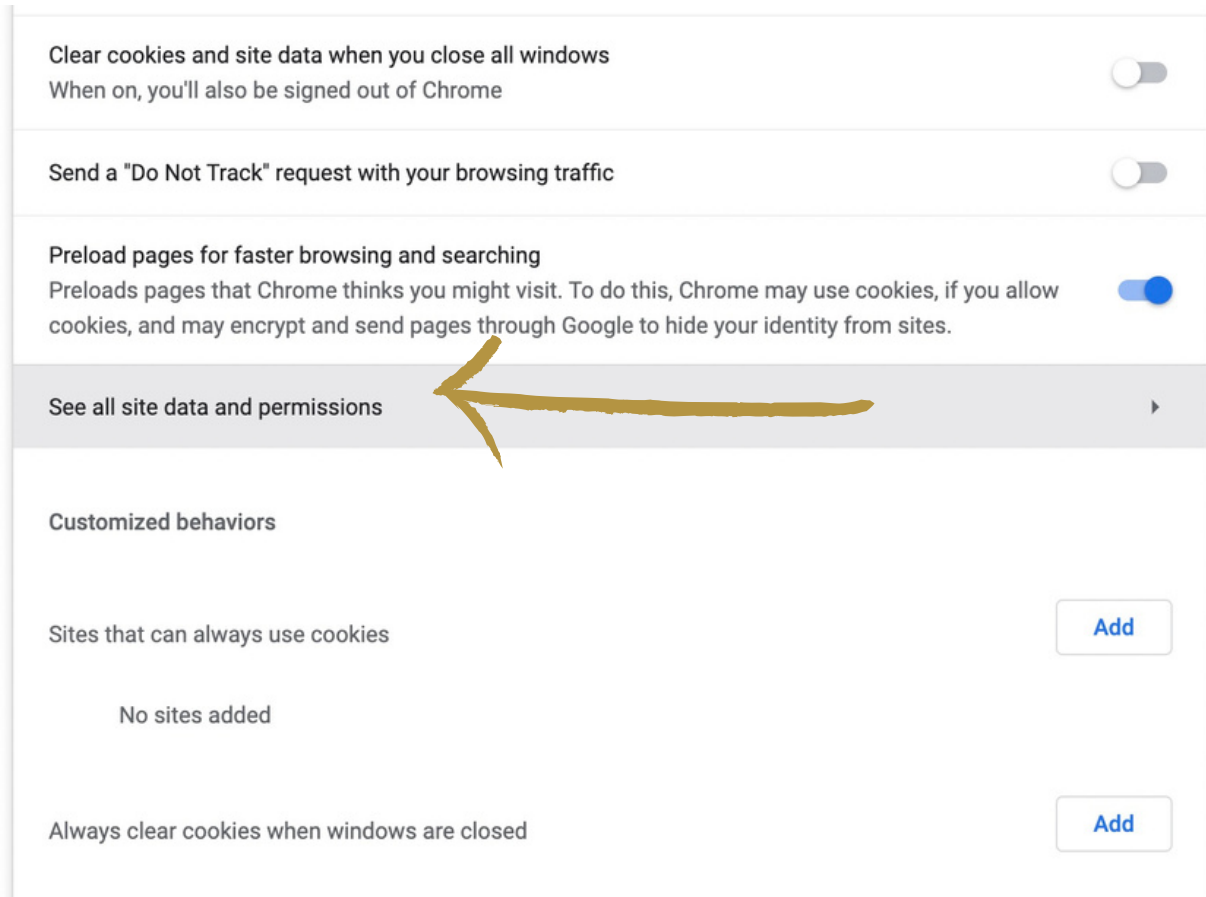 Clear cookies and site data when you close all windows
When on, you'll also be signed out of Chrome
Send a "Do Not Track" request with your browsing traffic
Preload pages for faster browsing and searching
Preloads pages that Chrome thinks you might visit. To do this, Chrome may use cookies, if you allow
cookies, and may encrypt and send pages through Google to hide your identity from sites.
See all site data and permissions
Customized behaviors
Sites that can always use cookies
Add
No sites added
Always clear cookies when windows are closed
Add